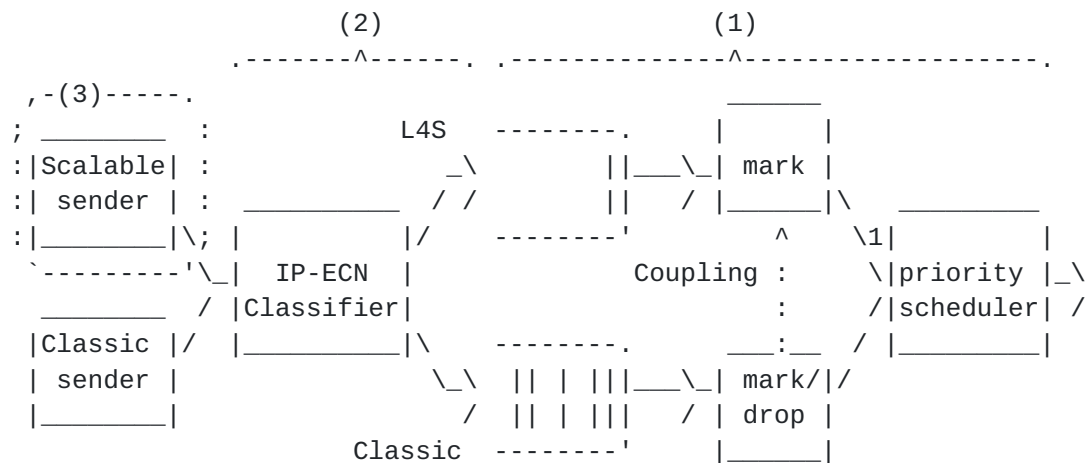 (2) (1)
,-(3)-----.
L4S
Scalable mark
sender
1
IP-ECN Coupling priority
Classifier scheduler
Classic
sender mark/
drop
Classic